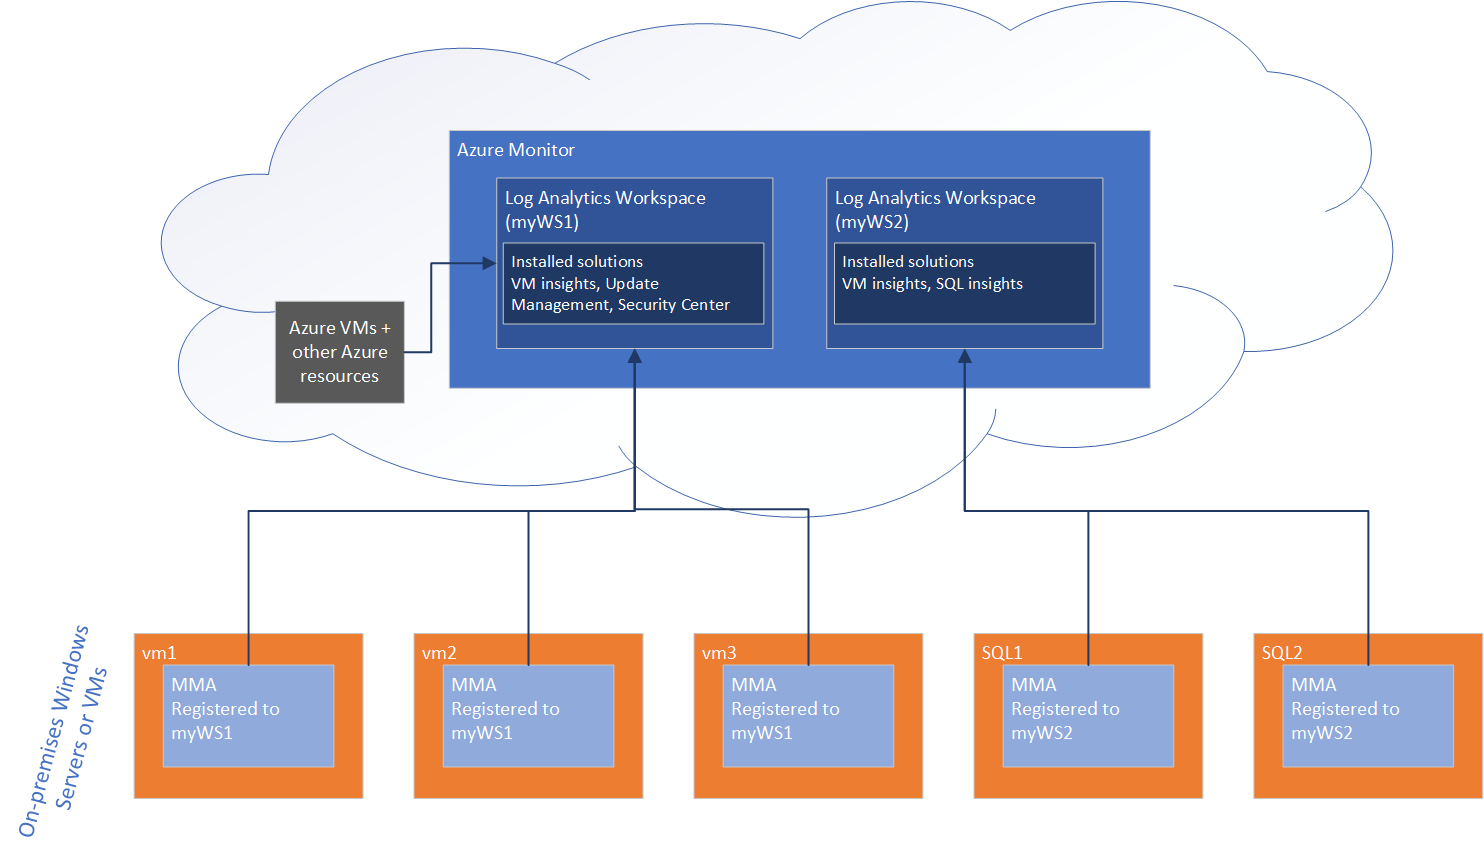 Azure Monitor
Log Analytics Workspace
(myWS1)
Installed solutions
VM insights, Update
Management, Security Center
Log Analytics Workspace
(myWS2)
Installed solutions
VM insights, SQL insights
Azure VMs +
other Azure
resources
On-premises Windows
Servers or VMs
vm1
MMA
Registered to
myWS1
vm2
MMA
Registered to
myWS1
vm3
MMA
Registered to
myWS1
SQL1
MMA
Registered to
myWS2
SQL2
MMA
Registered to
myWS2